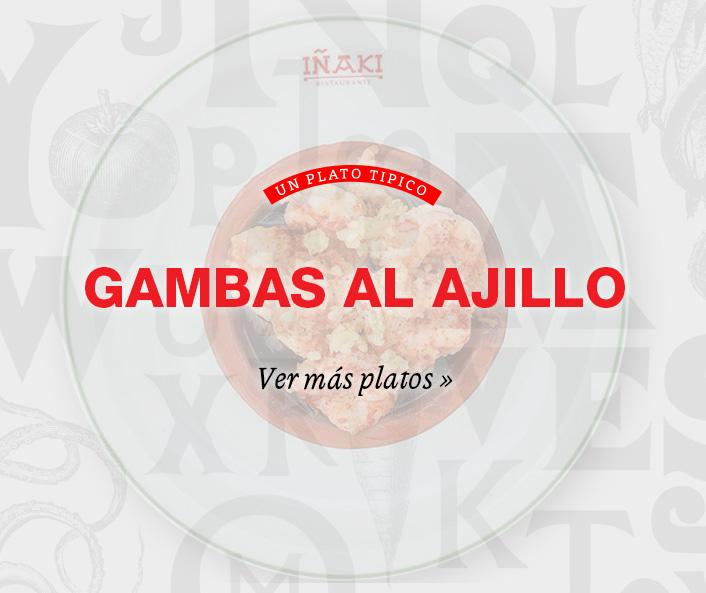 IÑAKI
RESTAURANTE
UN PLATO TIPICO
GAMBAS AL AJILLO
Ver más platos »